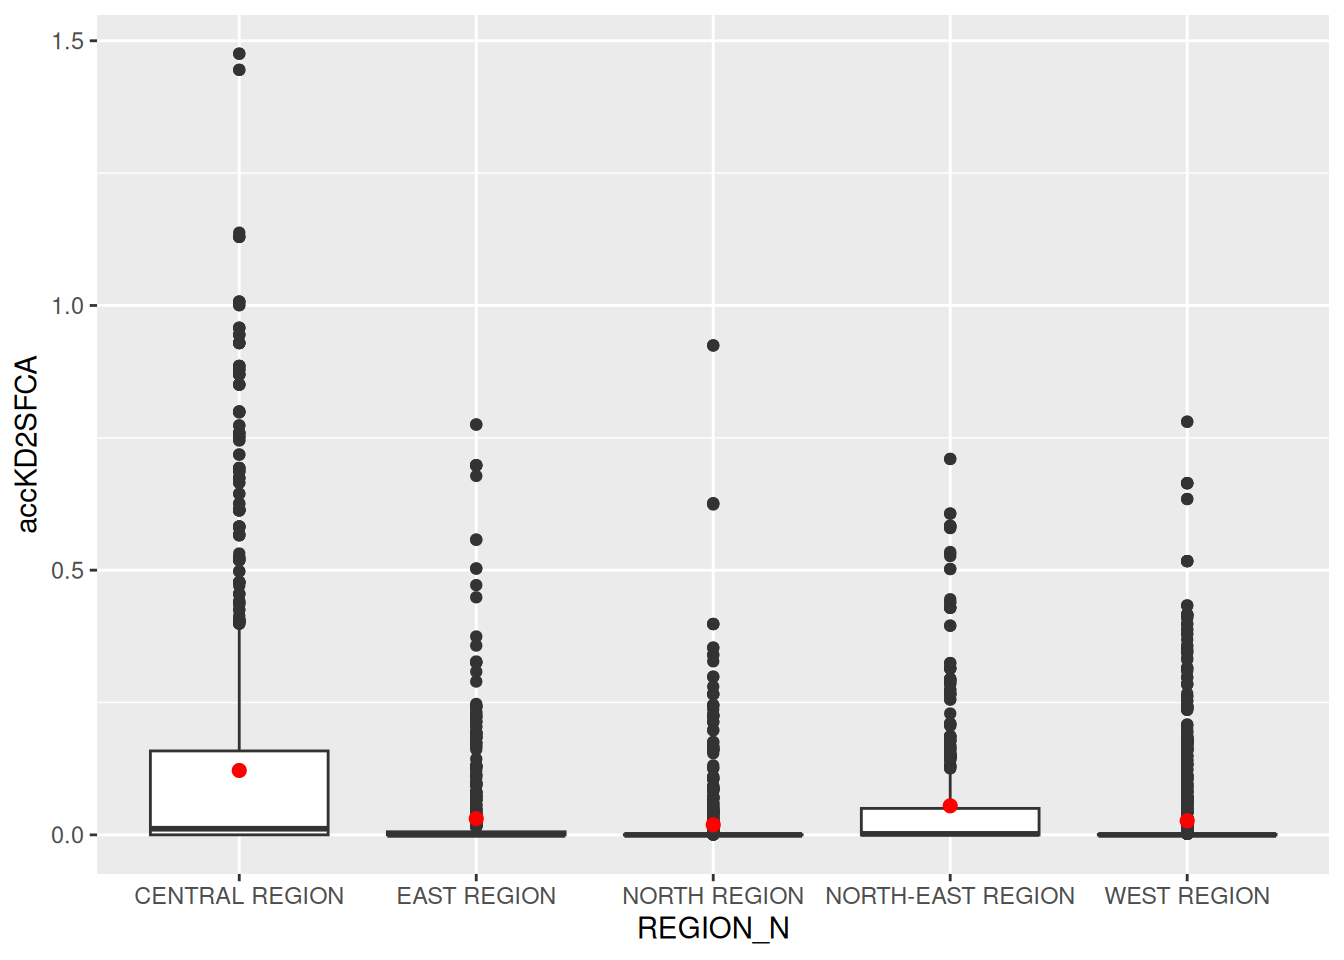 1.5
1.0
0.5
0.0
accKD2SFCA
CENTRAL REGION EAST REGION NORTH REGION NORTH-EAST REGION WEST REGION
REGION_N